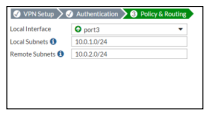 VPN Setup
2 Authentication
3 Policy & Routing
Local Interface port3
Local Subnets 10.0.1.0/24
Remote Subnets 10.0.2.0/24